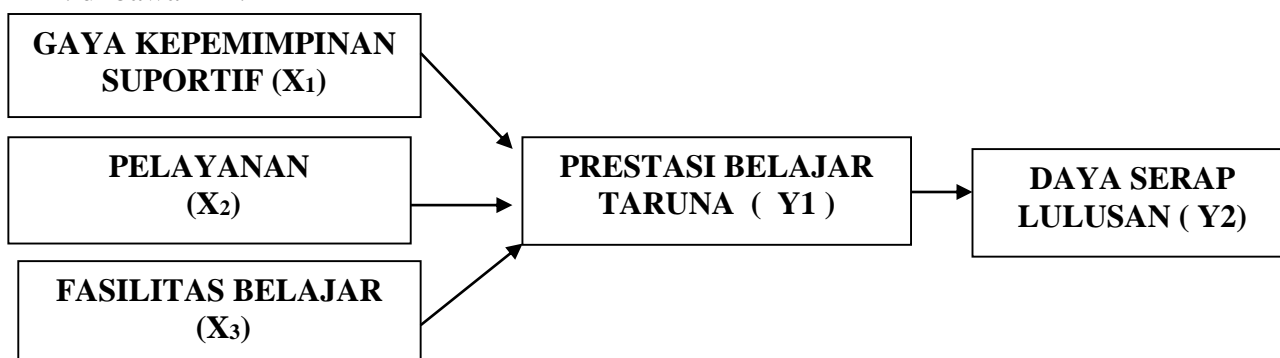 GAYA KEPEMIMPINAN
SUPORTIF (X1)
PELAYANAN
(X2)
FASILITAS BELAJAR
(X3)
PRESTASI BELAJAR
TARUNA ( Y1 )
DAYA SERAP
LULUSAN ( Y2)